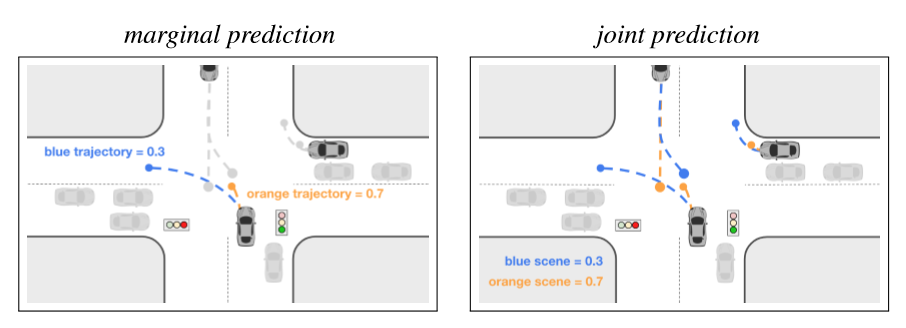 marginal prediction
joint prediction
blue trajectory = 0.3
orange trajectory = 0.7
blue scene = 0.3
orange scene = 0.7